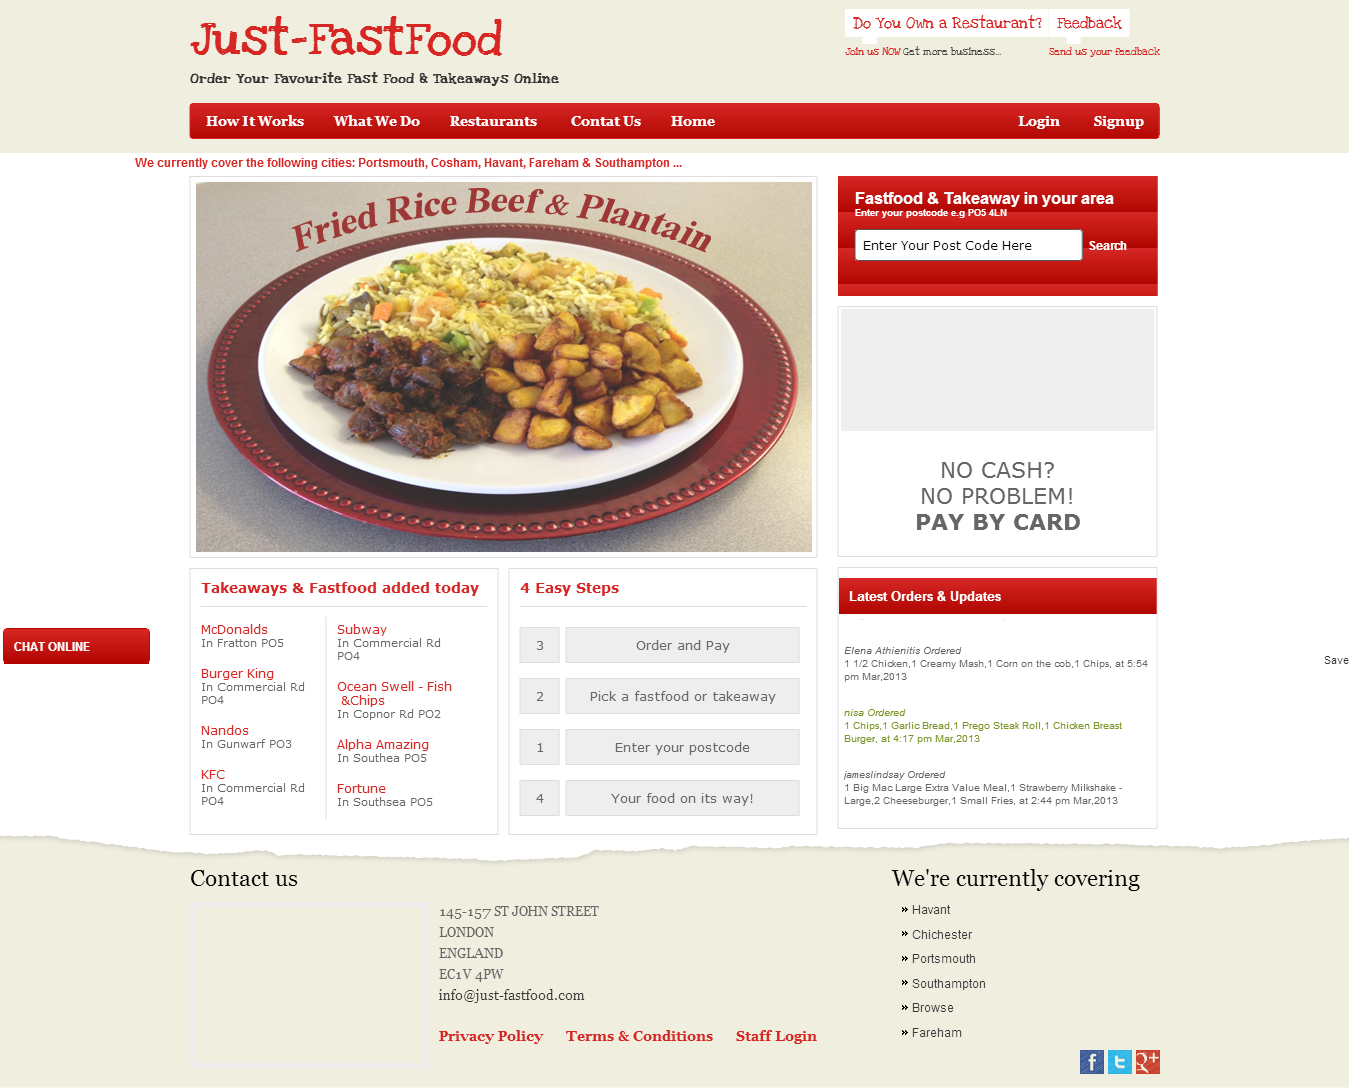 Just-FastFood
Order Your Favourite Fast Food & Takeaways Online
Do You Own a Restaurant?
Feedback
Join us NOW Get more business...
Send us your feedback
How It Works
What We Do
Restaurants
Contat Us
Home
Login
Signup
We currently cover the following cities: Portsmouth, Cosham, Havant, Fareham & Southampton ...
Fried Rice Beef & Plantain
Fastfood & Takeaway in your area
Enter your postcode e.g PO5 4LN
Enter Your Post Code Here
Search
NO CASH?
NO PROBLEM!
PAY BY CARD
Takeaways & Fastfood added today
McDonalds
In Fratton PO5
Burger King
In Commercial Rd
PO4
Nandos
In Gunwarf PO3
KFC
In Commercial Rd
PO4
Subway
In Commercial Rd
PO4
Ocean Swell - Fish
&Chips
In Copnor Rd PO2
Alpha Amazing
In Southea PO5
Fortune
In Southsea PO5
4 Easy Steps
3
Order and Pay
2
Pick a fastfood or takeaway
1
Enter your postcode
4
Your food on its way!
Latest Orders & Updates
Elena Athienitis Ordered
1 1/2 Chicken,1 Creamy Mash,1 Corn on the cob,1 Chips, at 5:54
pm Mar,2013
nisa Ordered
1 Chips,1 Garlic Bread,1 Prego Steak Roll,1 Chicken Breast
Burger, at 4:17 pm Mar,2013
jameslindsay Ordered
1 Big Mac Large Extra Value Meal,1 Strawberry Milkshake -
Large,2 Cheeseburger,1 Small Fries, at 2:44 pm Mar,2013
CHAT ONLINE
Save
Contact us
145-157 ST JOHN STREET
LONDON
ENGLAND
EC1V 4PW
info@just-fastfood.com
Privacy Policy
Terms & Conditions
Staff Login
We're currently covering
Havant
Chichester
Portsmouth
Southampton
Browse
Fareham